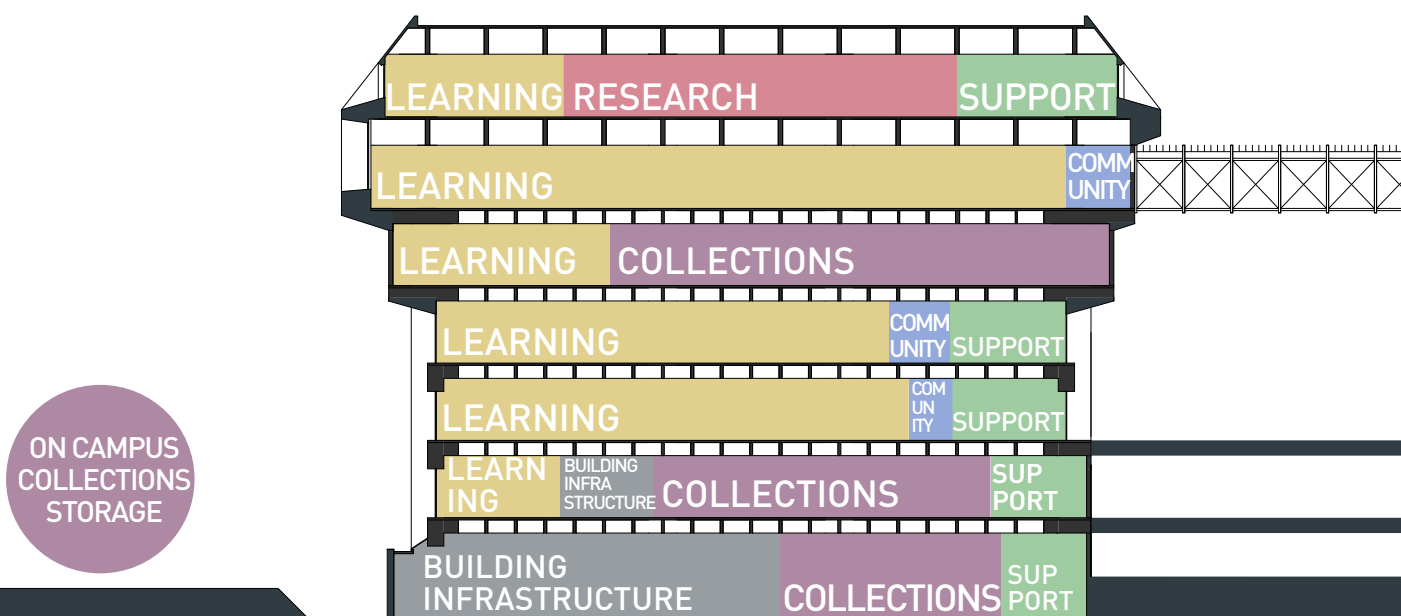 LEARNING RESEARCH SUPPORT
LEARNING
COMM
UNITY
LEARNING COLLECTIONS
LEARNING
COMM
UNITY
SUPPORT
LEARNING
COM
UN
ITY
SUPPORT
LEARN
ING
BUILDING
INFRA
STRUCTURE
COLLECTIONS
SUP
PORT
ON CAMPUS
COLLECTIONS
STORAGE
BUILDING
INFRASTRUCTURE
COLLECTIONS
SUP
PORT